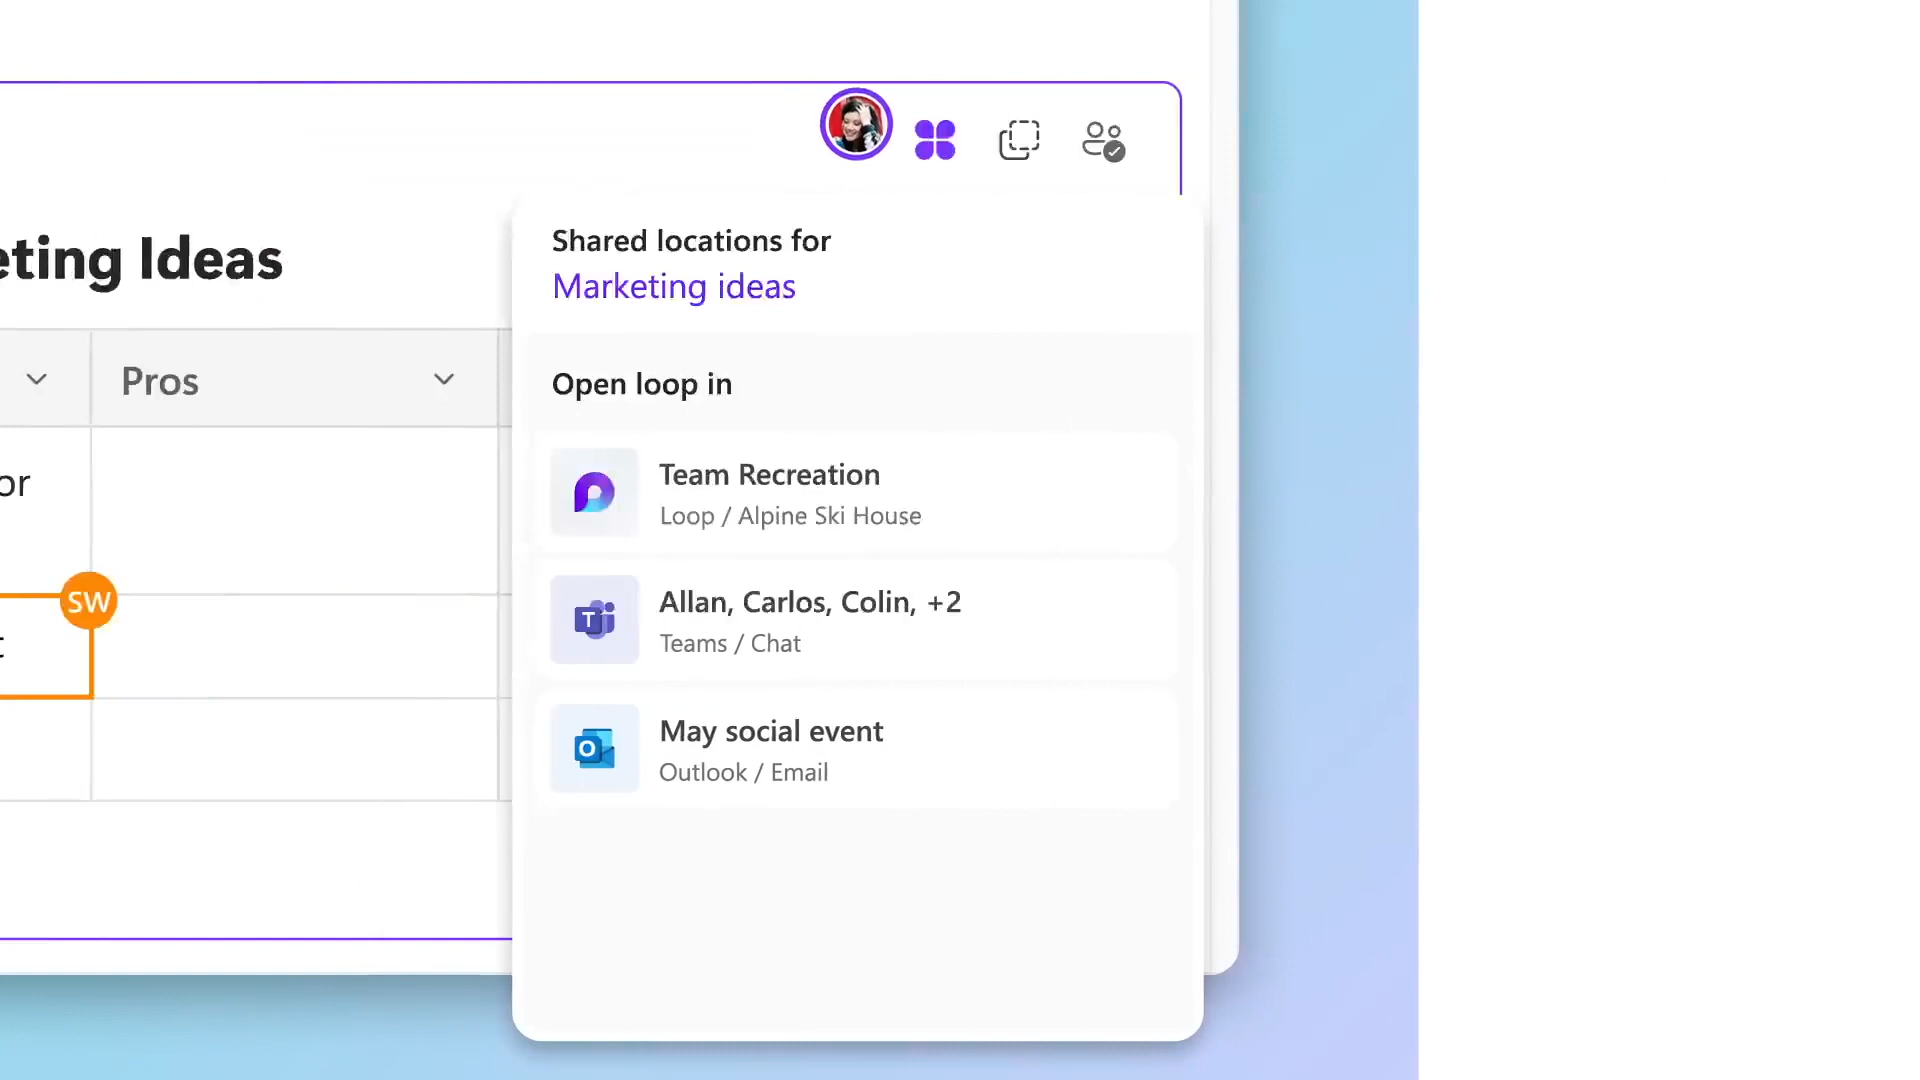 eting Ideas
Shared locations for
Marketing ideas
Pros
Open loop in
or
Team Recreation
Loop / Alpine Ski House
SW
T
Allan, Carlos, Colin, +2
Teams / Chat
O
May social event
Outlook / Email